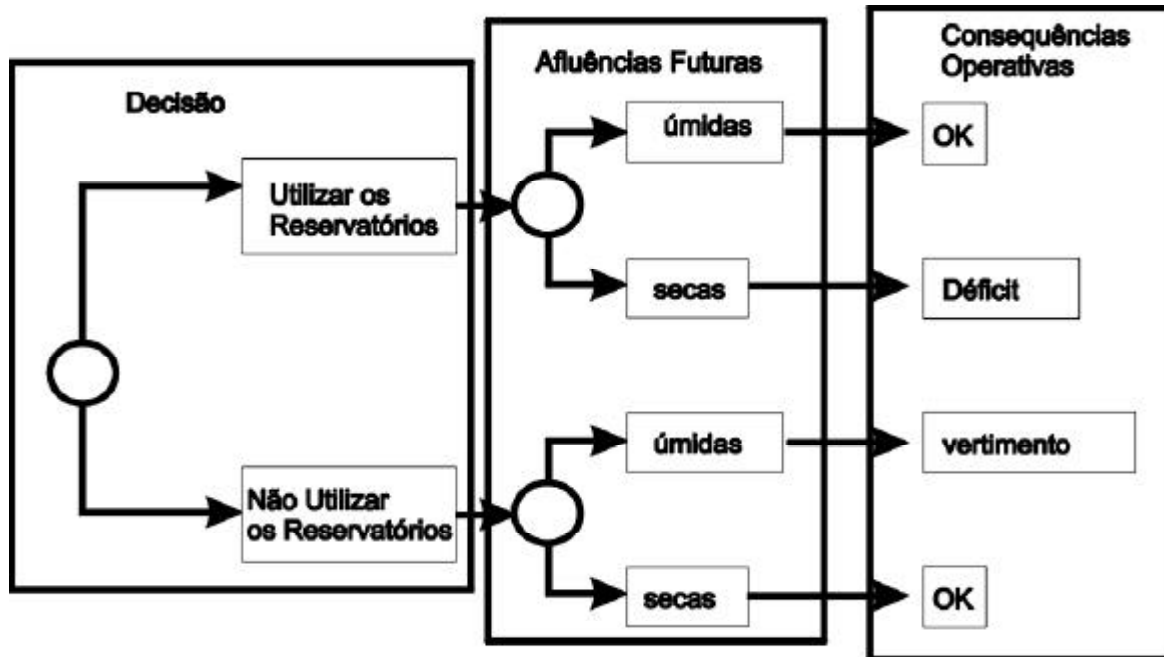 Decisão
Utilizar os
Reservatórios
Não Utilizar
os Reservatórios
Afluências Futuras
úmidas
secas
úmidas
secas
Consequências
Operativas
OK
Déficit
vertimento
OK